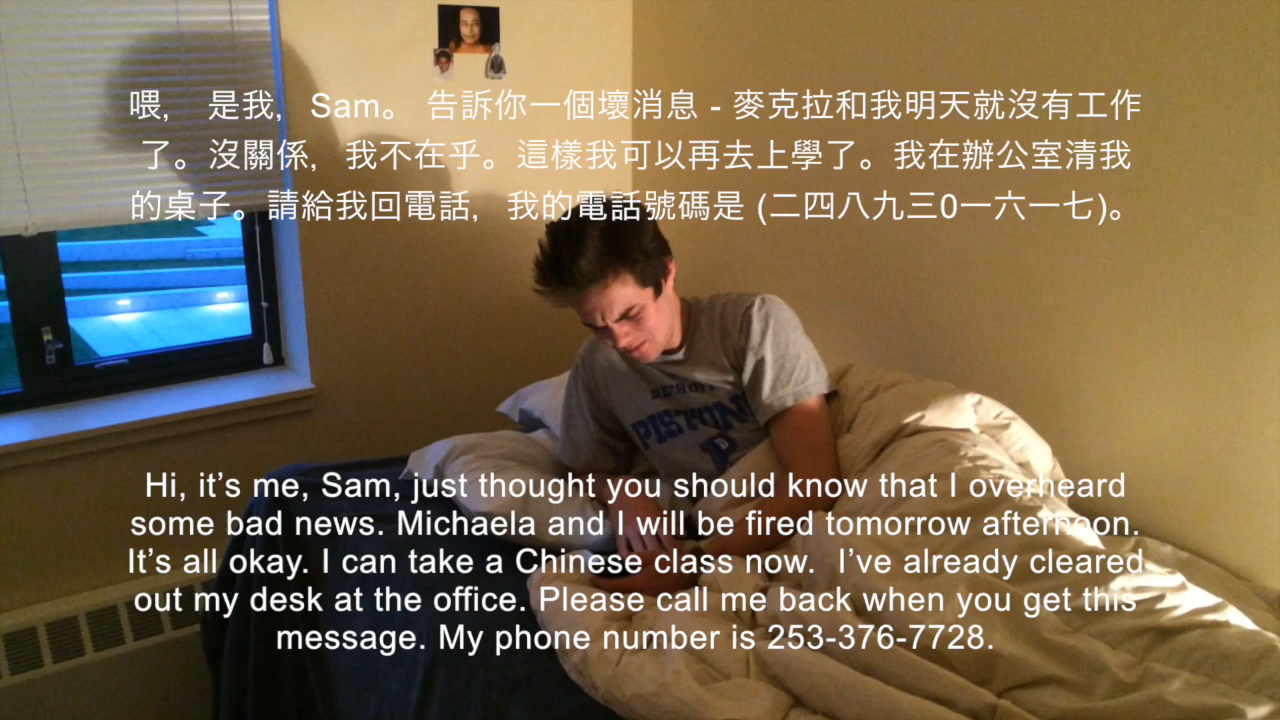 喂， 是我， Sam。 告訴你一個壞消息 - 麥克拉和我明天就沒有工作
了。沒關係， 我不在乎。這樣我可以再去上學了。我在辦公室清我
的桌子。請給我回電話， 我的電話號碼是 (二四八九三0一六一七)。
DETROIT
PISTONS
P
Hi, it’s me, Sam, just thought you should know that I overheard
some bad news. Michaela and I will be fired tomorrow afternoon.
It’s all okay. I can take a Chinese class now.  I’ve already cleared
out my desk at the office. Please call me back when you get this
message. My phone number is 253-376-7728.